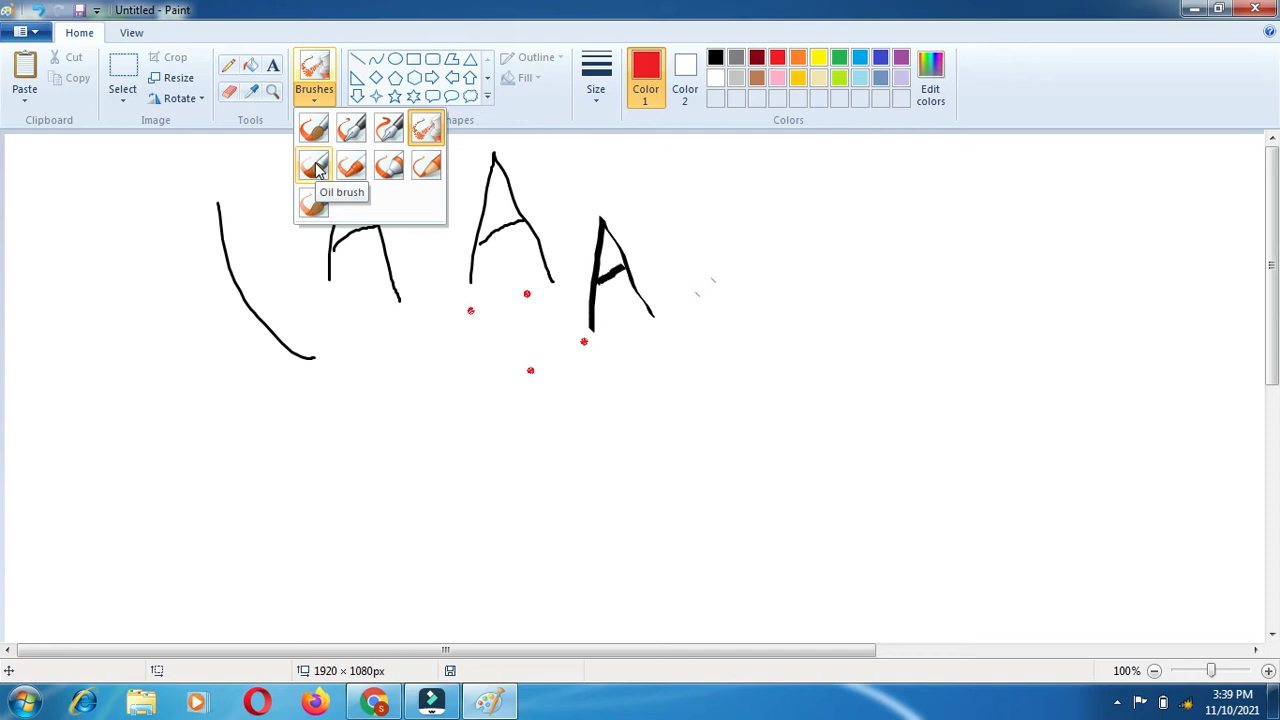 Untitled - Paint
Home
View
Paste
Cut
Copy
Clipboard
Select
Crop
Resize
Rotate
Image
A
Tools
Brushes
Oil brush
Outline
Fill
Size
Color
1
Color
2
Edit
colors
Colors
A A A
1920 × 1080px
100%
3:39 PM
11/10/2021